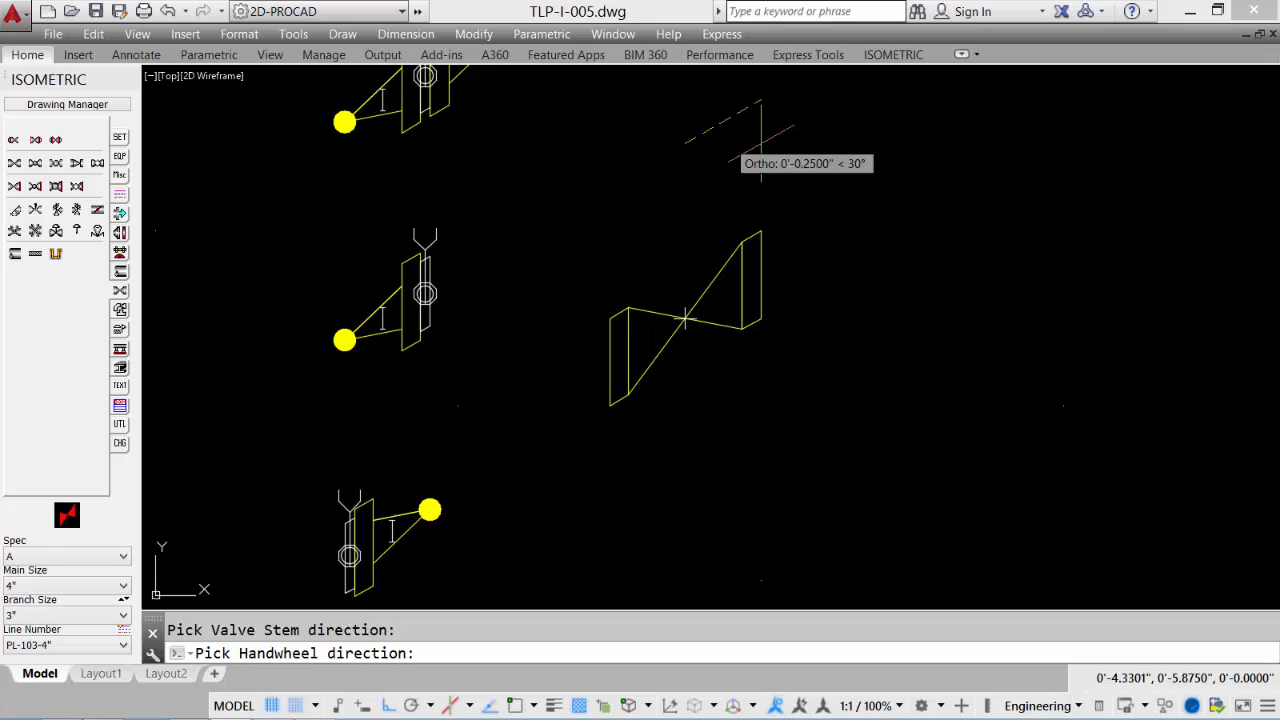 2D-PROCAD
TLP-I-005.dwg
Type a keyword or phrase
Sign In
File Edit View Insert Format Tools Draw Dimension Modify Parametric Window Help Express
Home Insert Annotate Parametric View Manage Output Add-ins A360 Featured Apps BIM 360 Performance Express Tools ISOMETRIC
ISOMETRIC
[−][Top][2D Wireframe]
Drawing Manager
SET
EQP
Misc
TEXT
UTL
CHG
Ortho: 0'-0.2500" < 30°
Spec
A
Main Size
4"
Branch Size
3"
Line Number
PL-103-4"
Y
X
Pick Valve Stem direction:
Pick Handwheel direction:
Model Layout1 Layout2
0'-4.3301", 0'-5.8750", 0'-0.0000"
MODEL
1:1 / 100%
Engineering